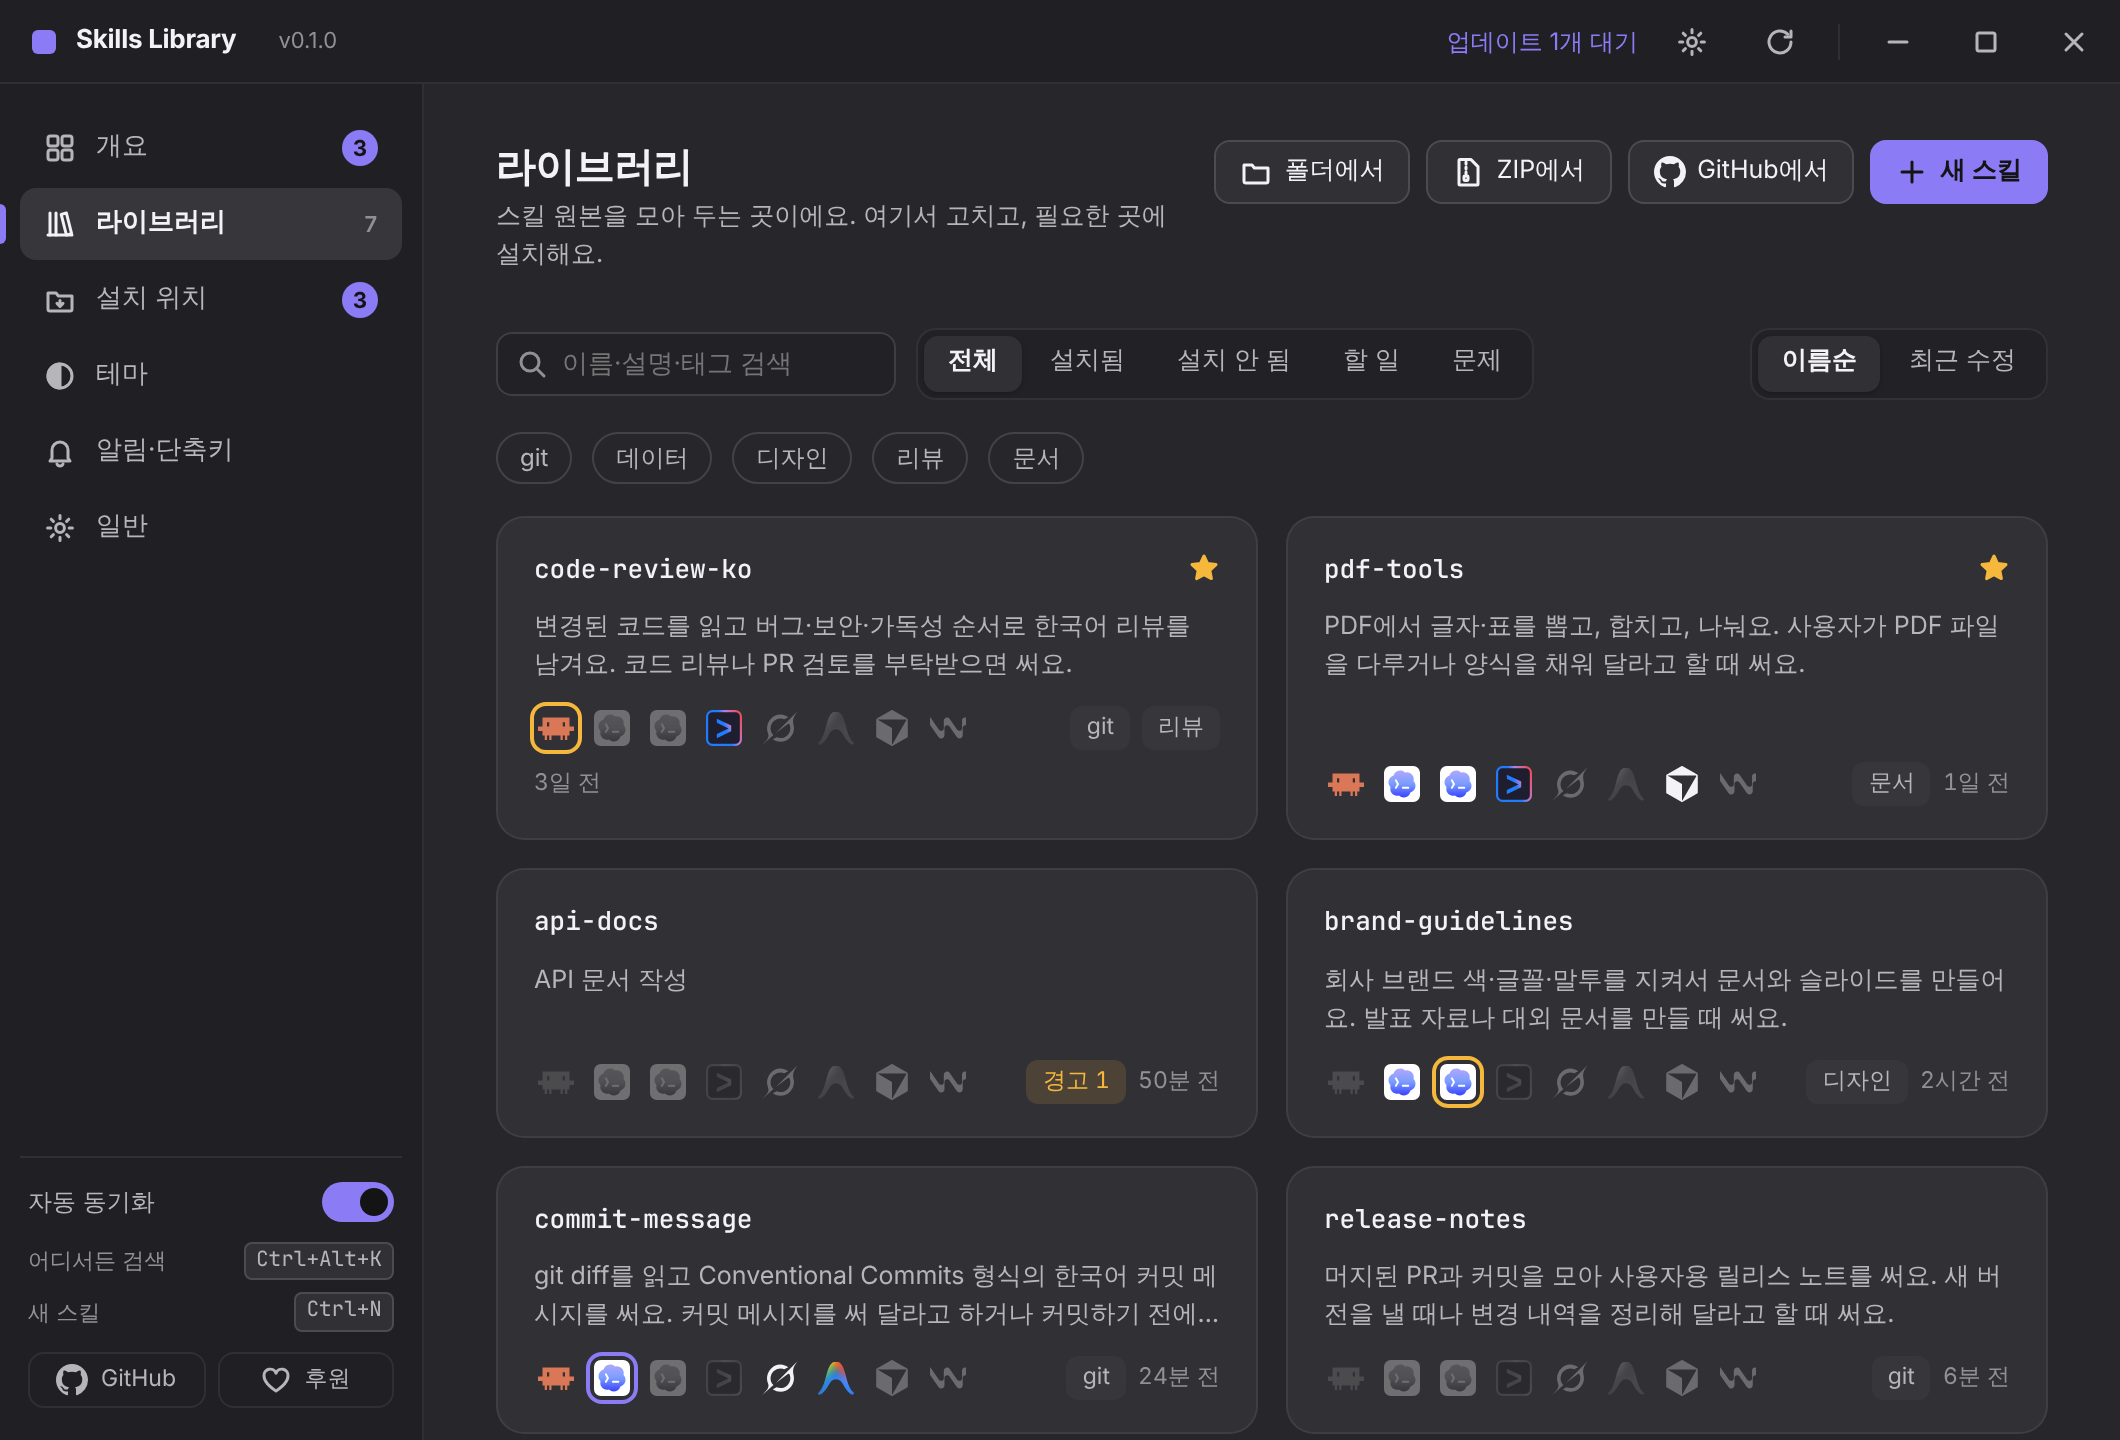 Skills Library v0.1.0 업데이트 1개 대기
개요 3
라이브러리 7
설치 위치 3
테마
알림·단축키
일반
자동 동기화
어디서든 검색 Ctrl+Alt+K
새 스킬 Ctrl+N
GitHub 후원
라이브러리
스킬 원본을 모아 두는 곳이에요. 여기서 고치고, 필요한 곳에
설치해요.
폴더에서 ZIP에서 GitHub에서 새 스킬
이름·설명·태그 검색 전체 설치됨 설치 안 됨 할 일 문제 이름순 최근 수정
git 데이터 디자인 리뷰 문서
code-review-ko
변경된 코드를 읽고 버그·보안·가독성 순서로 한국어 리뷰를
남겨요. 코드 리뷰나 PR 검토를 부탁받으면 써요.
git 리뷰
3일 전
pdf-tools
PDF에서 글자·표를 뽑고, 합치고, 나눠요. 사용자가 PDF 파일
을 다루거나 양식을 채워 달라고 할 때 써요.
문서 1일 전
api-docs
API 문서 작성
경고 1 50분 전
brand-guidelines
회사 브랜드 색·글꼴·말투를 지켜서 문서와 슬라이드를 만들어
요. 발표 자료나 대외 문서를 만들 때 써요.
디자인 2시간 전
commit-message
git diff를 읽고 Conventional Commits 형식의 한국어 커밋 메
시지를 써요. 커밋 메시지를 써 달라고 하거나 커밋하기 전에...
git 24분 전
release-notes
머지된 PR과 커밋을 모아 사용자용 릴리스 노트를 써요. 새 버
전을 낼 때나 변경 내역을 정리해 달라고 할 때 써요.
git 6분 전